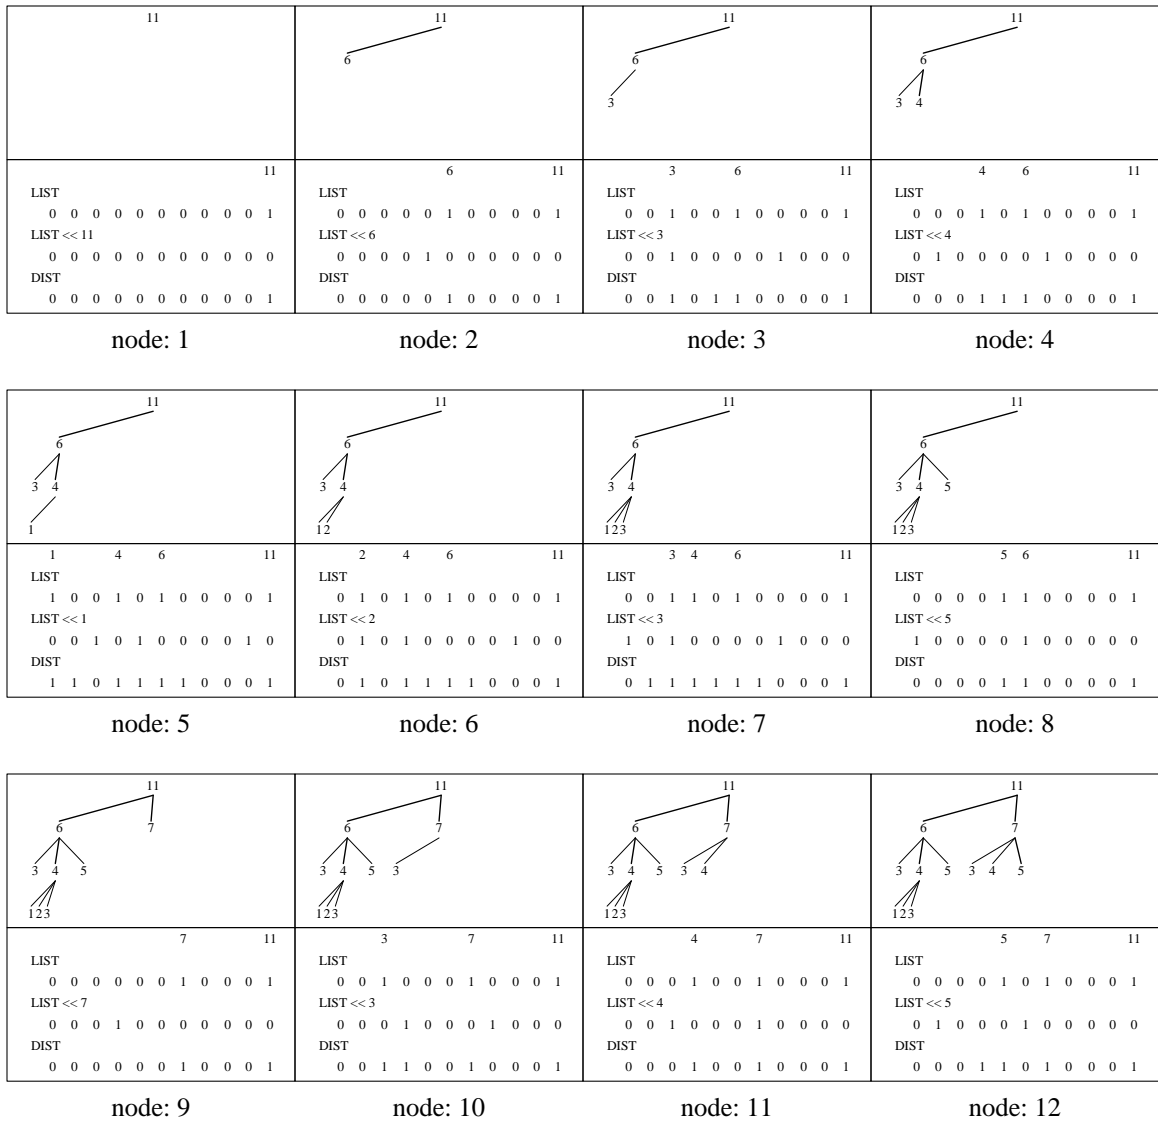 11
11
LIST
0 0 0 0 0 0 0 0 0 0 1
LIST << 11
0 0 0 0 0 0 0 0 0 0 0
DIST
0 0 0 0 0 0 0 0 0 0 1
node: 1
11
6
6 11
LIST
0 0 0 0 0 1 0 0 0 0 1
LIST << 6
0 0 0 0 1 0 0 0 0 0 0
DIST
0 0 0 0 0 1 0 0 0 0 1
node: 2
11
6
3
3 6 11
LIST
0 0 1 0 0 1 0 0 0 0 1
LIST << 3
0 0 1 0 0 0 0 1 0 0 0
DIST
0 0 1 0 1 1 0 0 0 0 1
node: 3
11
6
3 4
4 6 11
LIST
0 0 0 1 0 1 0 0 0 0 1
LIST << 4
0 1 0 0 0 0 1 0 0 0 0
DIST
0 0 0 1 1 1 0 0 0 0 1
node: 4
11
6
3 4
1
1 4 6 11
LIST
1 0 0 1 0 1 0 0 0 0 1
LIST << 1
0 0 1 0 1 0 0 0 0 1 0
DIST
1 1 0 1 1 1 1 0 0 0 1
node: 5
11
6
3 4
1 2
2 4 6 11
LIST
0 1 0 1 0 1 0 0 0 0 1
LIST << 2
0 1 0 1 0 0 0 0 1 0 0
DIST
0 1 0 1 1 1 1 0 0 0 1
node: 6
11
6
3 4
1 2 3
3 4 6 11
LIST
0 0 1 1 0 1 0 0 0 0 1
LIST << 3
1 0 1 0 0 0 0 1 0 0 0
DIST
0 1 1 1 1 1 1 0 0 0 1
node: 7
11
6
3 4 5
1 2 3
5 6 11
LIST
0 0 0 0 1 1 0 0 0 0 1
LIST << 5
1 0 0 0 0 1 0 0 0 0 0
DIST
0 0 0 0 1 1 0 0 0 0 1
node: 8
11
6 7
3 4 5
1 2 3
7 11
LIST
0 0 0 0 0 0 1 0 0 0 1
LIST << 7
0 0 0 1 0 0 0 0 0 0 0
DIST
0 0 0 0 0 0 1 0 0 0 1
node: 9
11
6 7
3 4 5 3
1 2 3
3 7 11
LIST
0 0 1 0 0 0 1 0 0 0 1
LIST << 3
0 0 0 1 0 0 0 1 0 0 0
DIST
0 0 1 1 0 0 1 0 0 0 1
node: 10
11
6 7
3 4 5 3 4
1 2 3
4 7 11
LIST
0 0 0 1 0 0 1 0 0 0 1
LIST << 4
0 0 1 0 0 0 1 0 0 0 0
DIST
0 0 0 1 0 0 1 0 0 0 1
node: 11
11
6 7
3 4 5 3 4 5
1 2 3
5 7 11
LIST
0 0 0 0 1 0 1 0 0 0 1
LIST << 5
0 1 0 0 0 1 0 0 0 0 0
DIST
0 0 0 1 1 0 1 0 0 0 1
node: 12